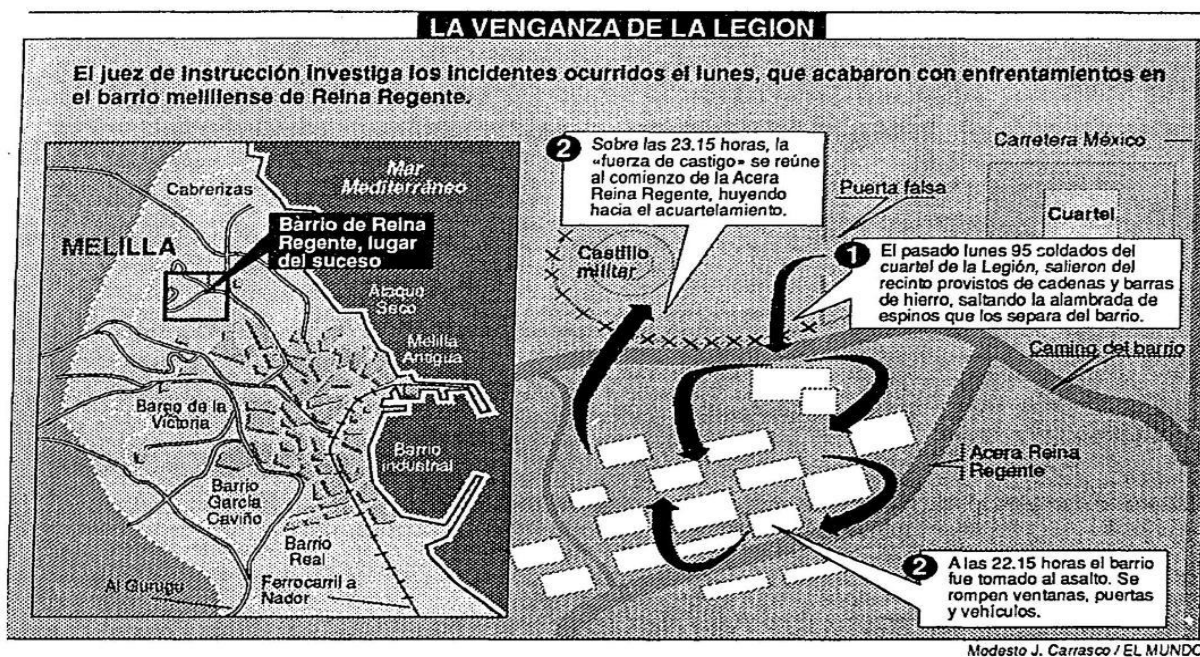 LA VENGANZA DE LA LEGION
El juez de Instrucción investiga los incidentes ocurridos el lunes, que acabaron con enfrentamientos en
el barrio melillense de Reina Regente.
Mar
Mediterráneo
Cabrerizas
MELILLA
Bàrrio de Reina
Regente, lugar
del suceso
Ataque
Seco
Melilla
Antigua
Barrio de la
Victoria
Barrio
industrial
Barrio
García
Caviño
Barrio
Real
Al Gurugu
Ferrocarril a
Nador
2 Sobre las 23.15 horas, la
«fuerza de castigo» se reúne
al comienzo de la Acera
Reina Regente, huyendo
hacia el acuartelamiento.
Carretera México
Puerta falsa
Cuartel
Castillo
militar
1 El pasado lunes 95 soldados del
cuartel de la Legión, salieron del
recinto provistos de cadenas y barras
de hierro, saltando la alambrada de
espinos que los separa del barrio.
Camino del barrio
Acera Reina
Regente
2 A las 22.15 horas el barrio
fue tomado al asalto. Se
rompen ventanas, puertas
y vehículos.
Modesto J. Carrasco / EL MUNDO